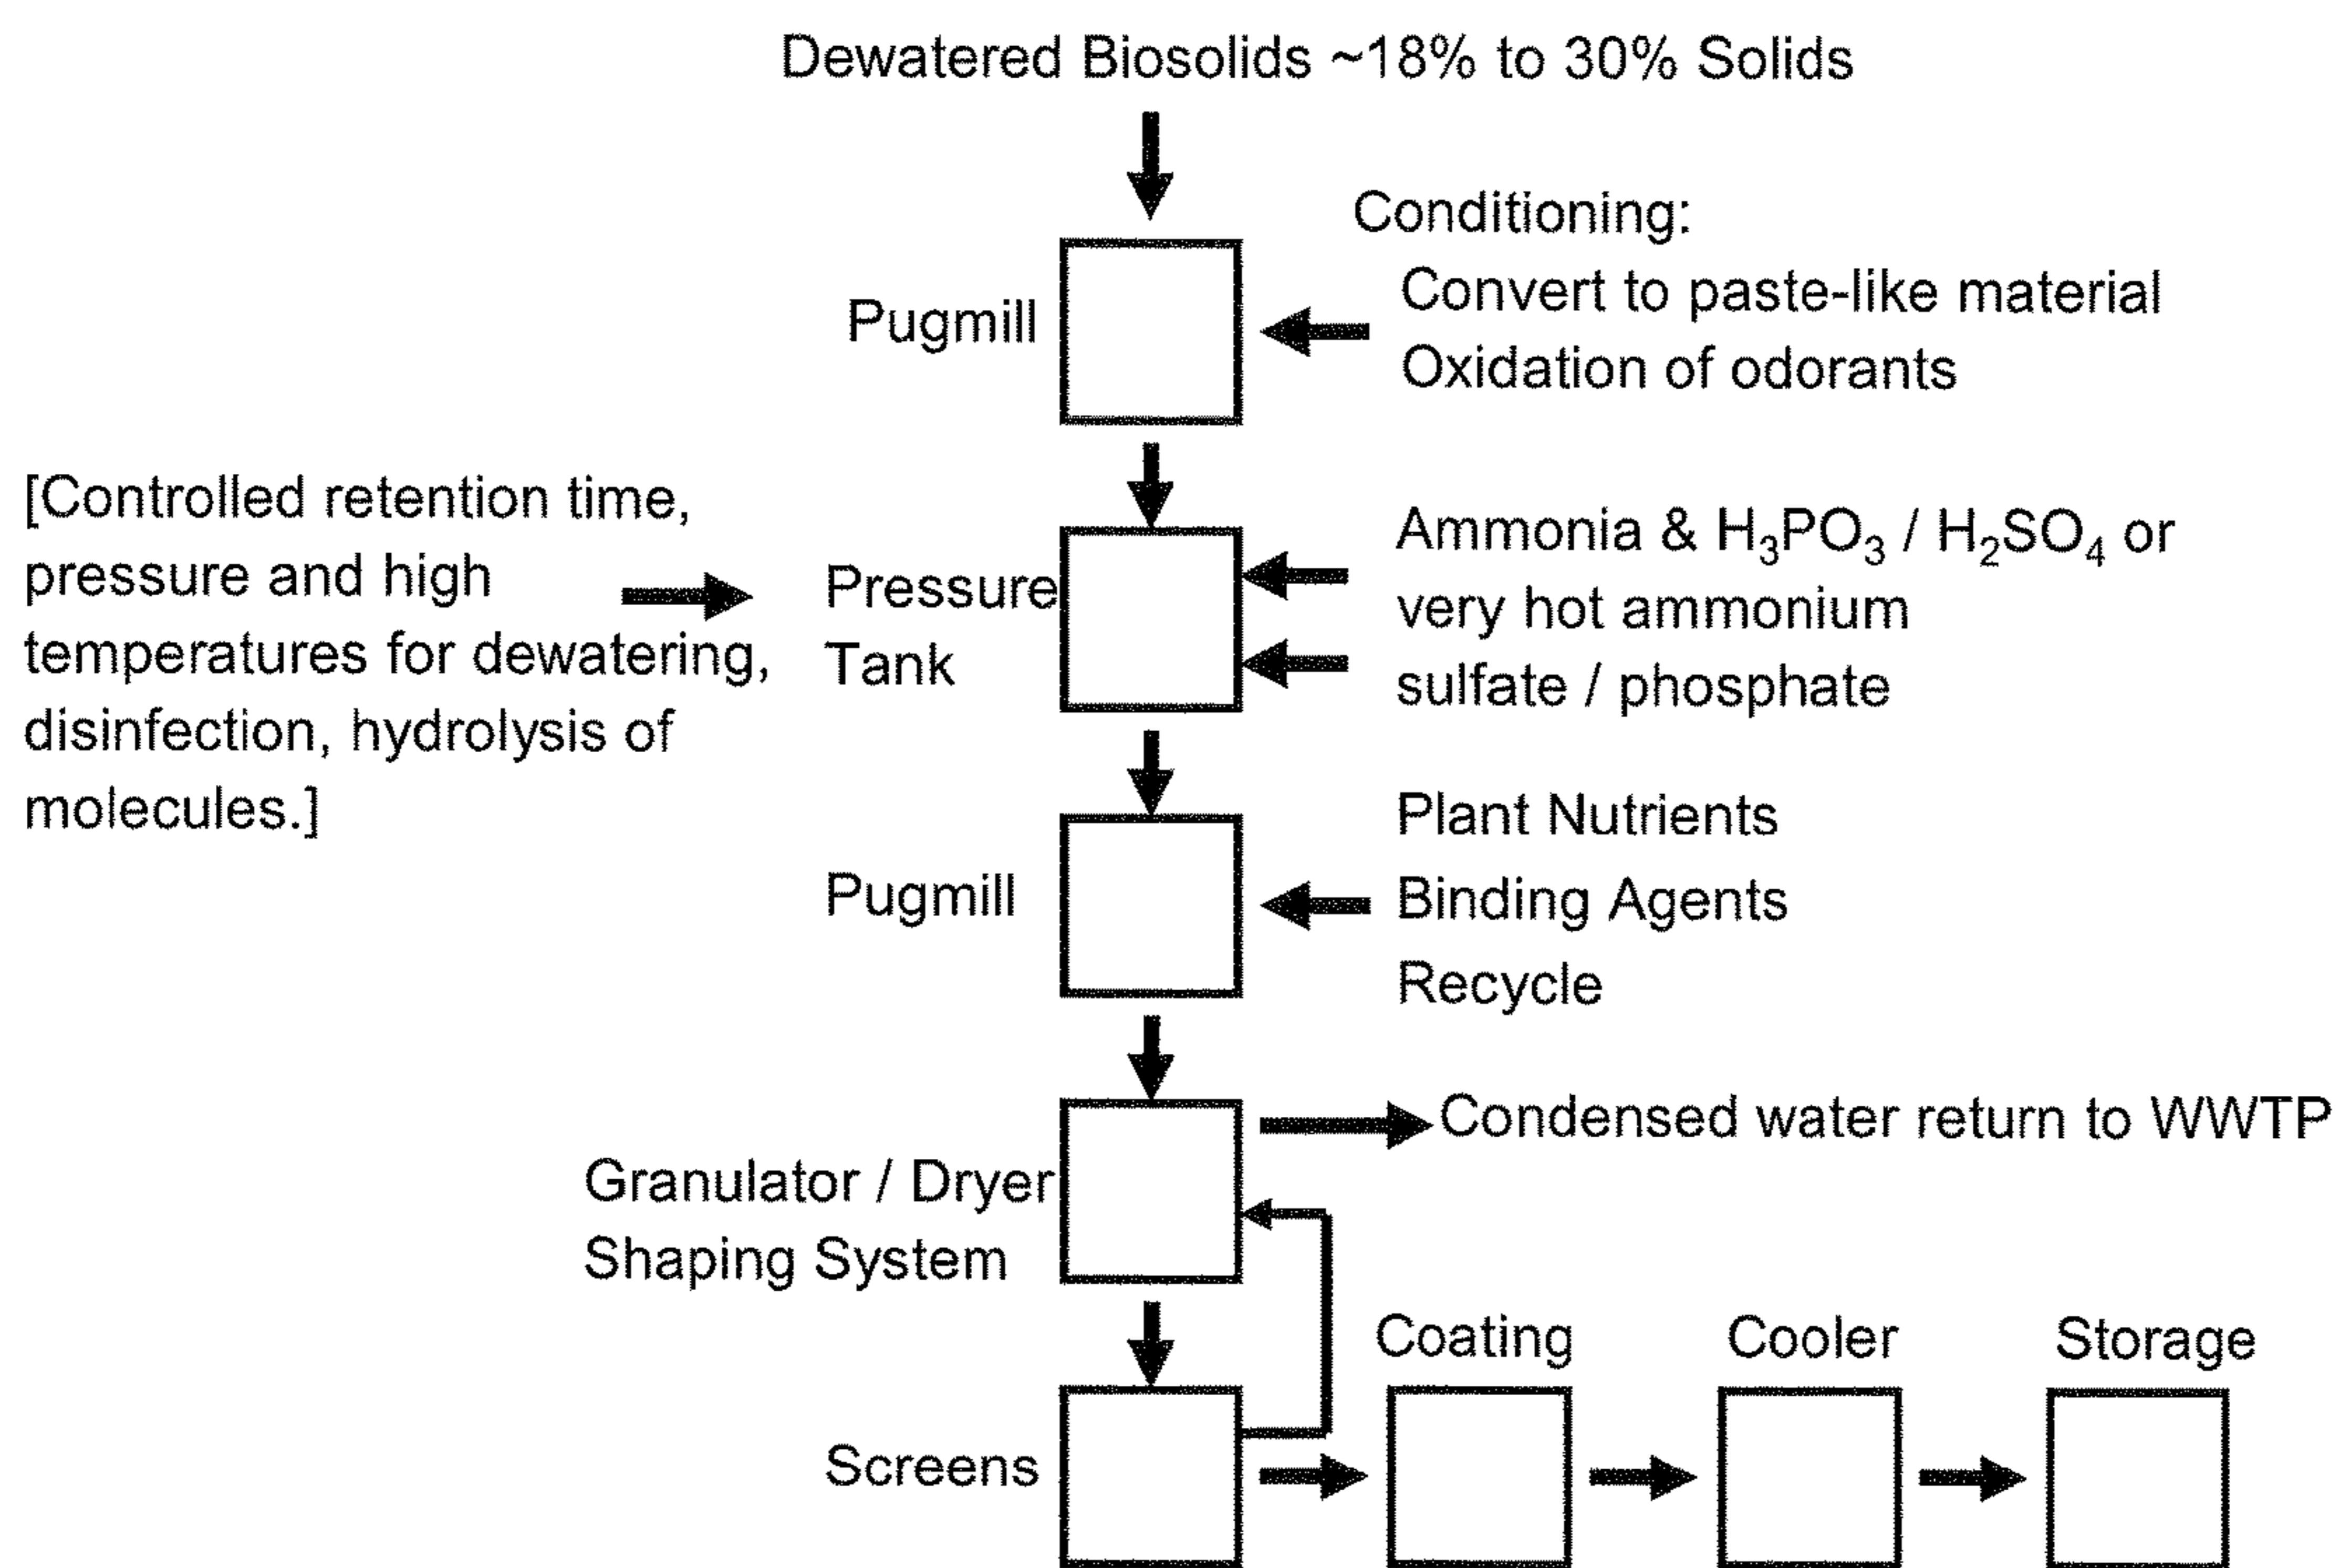 Dewatered Biosolids ~18% to 30% Solids
Conditioning:
Convert to paste-like material
Oxidation of odorants
Pugmill
[Controlled retention time,
pressure and high
temperatures for dewatering,
disinfection, hydrolysis of
molecules.]
Pressure
Tank
Ammonia & H₃PO₃ / H₂SO₄ or
very hot ammonium
sulfate / phosphate
Pugmill
Plant Nutrients
Binding Agents
Recycle
Condensed water return to WWTP
Granulator / Dryer
Shaping System
Screens
Coating
Cooler
Storage